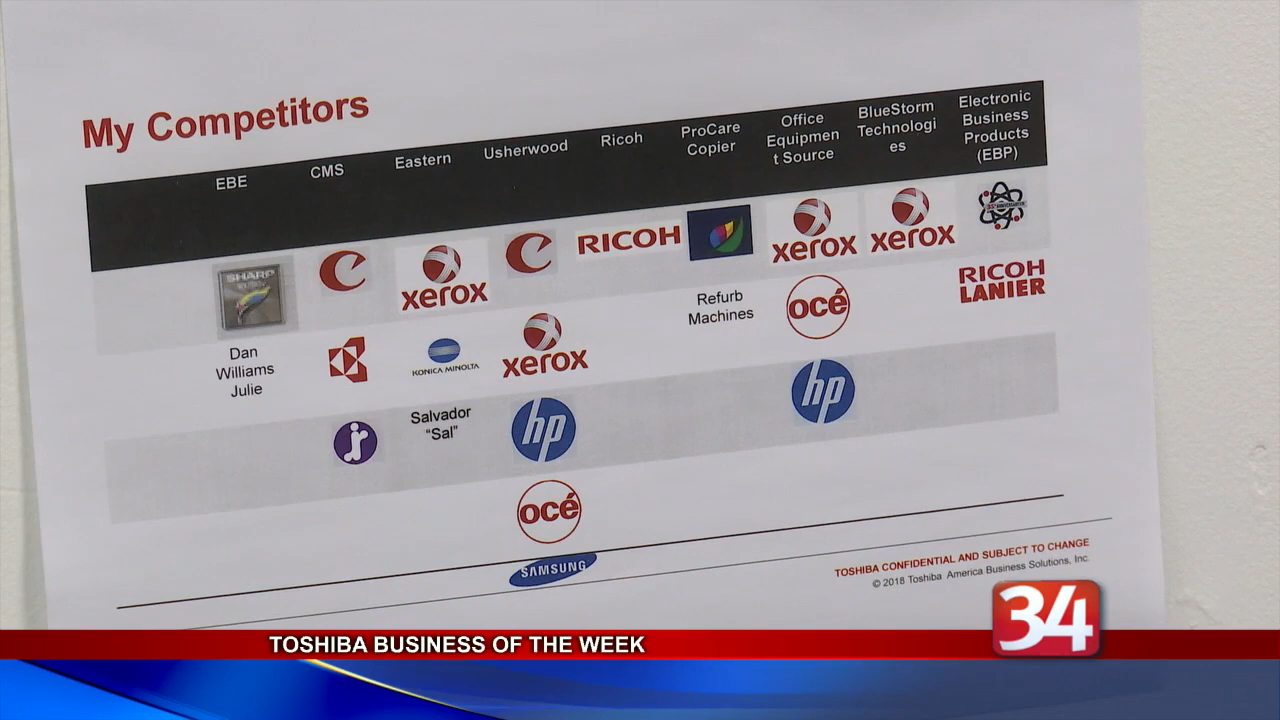 My Competitors
EBE
CMS
Eastern
Usherwood
Ricoh
ProCare
Copier
Office
Equipmen
t Source
BlueStorm
Technologi
es
Electronic
Business
Products
(EBP)
SHARP
xerox
RICOH
xerox
xerox
Dan
Williams
Julie
KONICA MINOLTA
xerox
Refurb
Machines
océ
RICOH
LANIER
jr
Salvador
“Sal”
hp
hp
océ
SAMSUNG
TOSHIBA CONFIDENTIAL AND SUBJECT TO CHANGE
© 2018 Toshiba America Business Solutions, Inc.
34
TOSHIBA BUSINESS OF THE WEEK